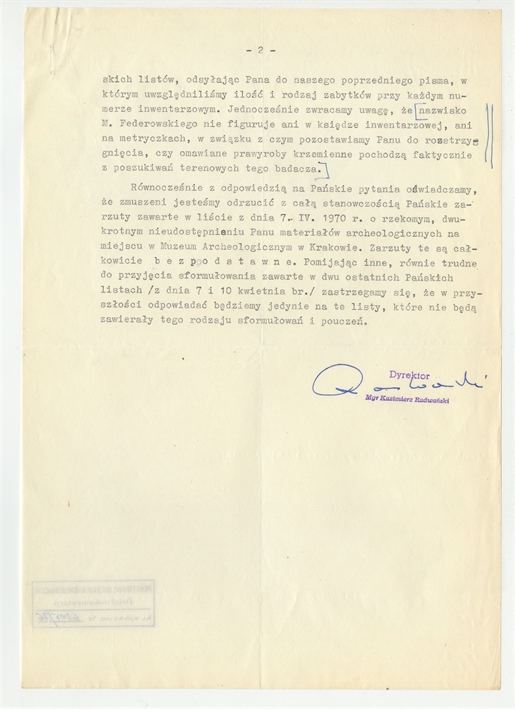 - 2 -
skich listów, odsyłając Pana do naszego poprzedniego pisma, w
którym uwzględniliśmy ilość i rodzaj zabytków przy każdym nu-
merze inwentarzowym. Jednocześnie zwracamy uwagę, że [nazwisko
M. Pederowskiego nie figuruje ani w księdze inwentarzowej, ani
na metryczkach, w związku z czym pozostawiamy Panu do rozstrzy-
gnięcia, czy omawiane prawyroby krzemienne pochodzą faktycznie
z poszukiwań terenowych tego badacza.]
Równocześnie z odpowiedzią na Pańskie pytania oświadczamy,
że zmuszeni jesteśmy odrzucić z całą stanowczością Pańskie za-
rzuty zawarte w liście z dnia 7. IV. 1970 r. o rzekomym, dwu-
krotnym nieudostępnieniu Panu materiałów archeologicznych na
miejscu w Muzeum Archeologicznym w Krakowie. Zarzuty te są cał-
kowicie b e z p o d s t a w n e. Pomijając inne, równie trudne
do przyjęcia sformułowania zawarte w dwu ostatnich Pańskich
listach /z dnia 7 i 10 kwietnia br./ zastrzegamy się, że w przy-
szłości odpowiadać będziemy jedynie na te listy, które nie będą
zawierały tego rodzaju sformułowań i pouczeń.
Dyrektor
Mgr Kazimierz Radwański